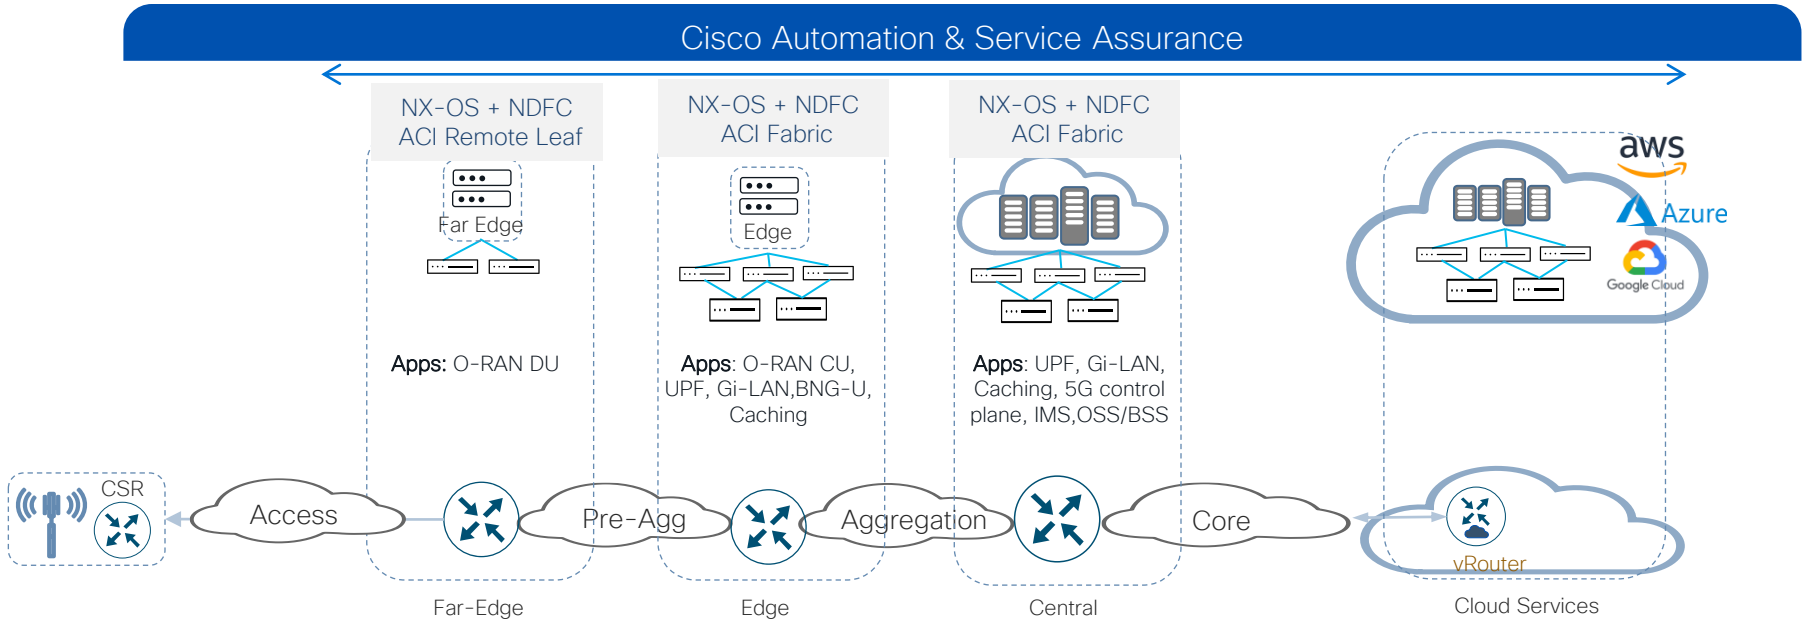 Cisco Automation & Service Assurance
NX-OS + NDFC
ACI Remote Leaf
NX-OS + NDFC
ACI Fabric
NX-OS + NDFC
ACI Fabric
aws
Azure
Google Cloud
Far Edge
Edge
Apps: O-RAN DU
Apps: O-RAN CU,
UPF, Gi-LAN,BNG-U,
Caching
Apps: UPF, Gi-LAN,
Caching, 5G control
plane, IMS,OSS/BSS
CSR
Access
Pre-Agg
Aggregation
Core
vRouter
Far-Edge
Edge
Central
Cloud Services